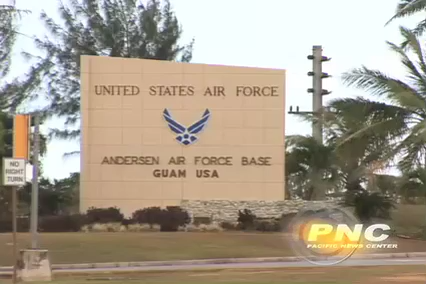 UNITED STATES AIR FORCE
ANDERSEN AIR FORCE BASE
GUAM USA
NO
RIGHT
TURN
PNC
PACIFIC NEWS CENTER